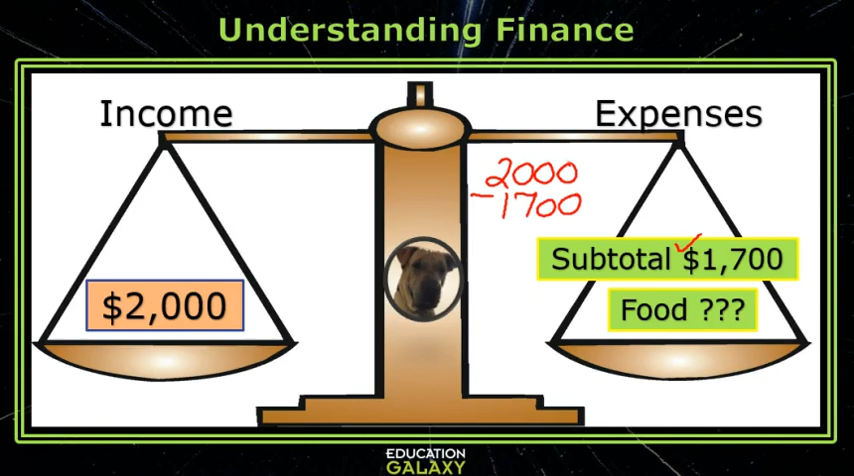 Understanding Finance
Income
Expenses
2000
-1700
Subtotal $1,700
$2,000
Food ???
EDUCATION
GALAXY